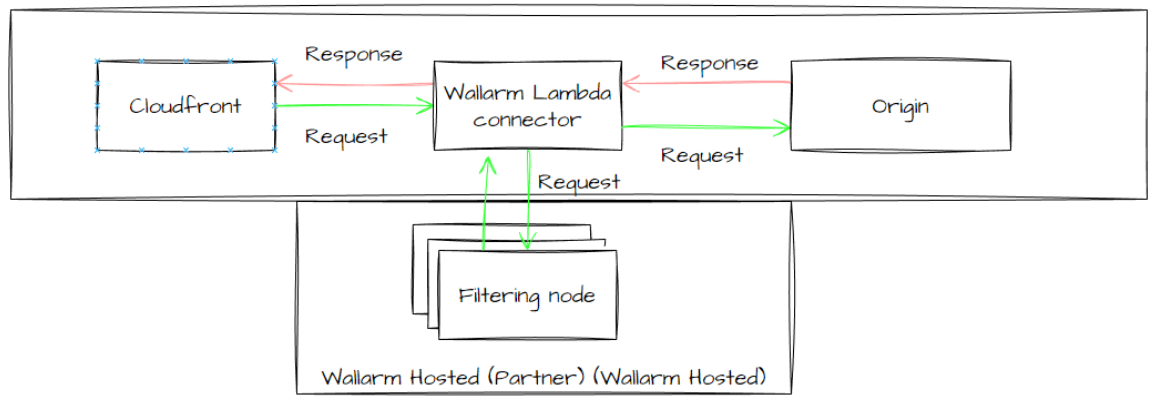 Response
Response
Cloudfront
Wallarm Lambda
connector
Origin
Request
Request
Request
Filtering node
Wallarm Hosted (Partner) (Wallarm Hosted)